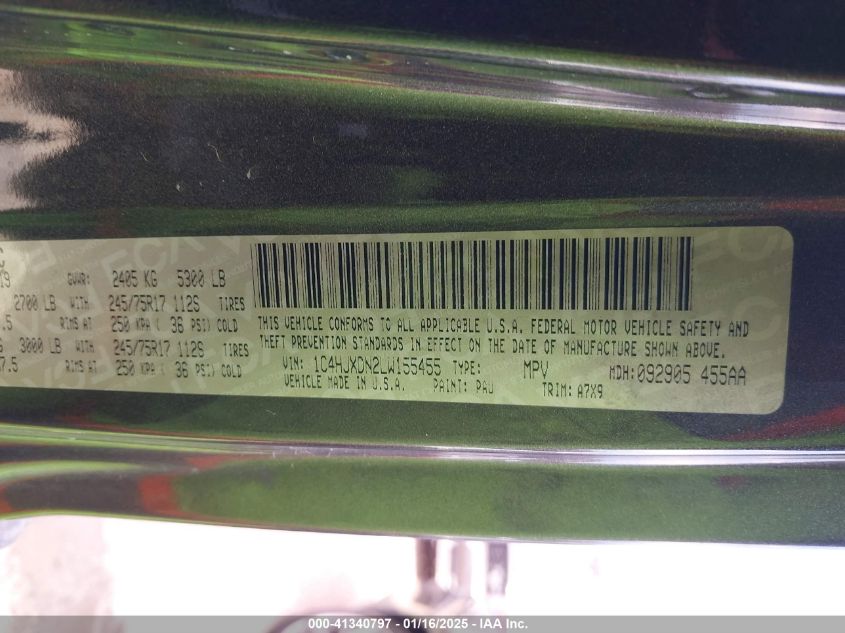 19 GVWR: 2405 KG 5300 LB
2700 LB WITH 245/75R17 112S TIRES
.5 RIMS AT 250 KPA ( 36 PSI) COLD
G 3000 LB WITH 245/75R17 112S TIRES
7.5 RIMS AT 250 KPA ( 36 PSI) COLD
THIS VEHICLE CONFORMS TO ALL APPLICABLE U.S.A. FEDERAL MOTOR VEHICLE SAFETY AND
THEFT PREVENTION STANDARDS IN EFFECT ON THE DATE OF MANUFACTURE SHOWN ABOVE.
VIN: 1C4HJXDN2LW155455 TYPE: MPV MDH:092905 455AA
VEHICLE MADE IN U.S.A. PAINT: PAU TRIM: A7X9
000-41340797 - 01/16/2025 - IAA Inc.